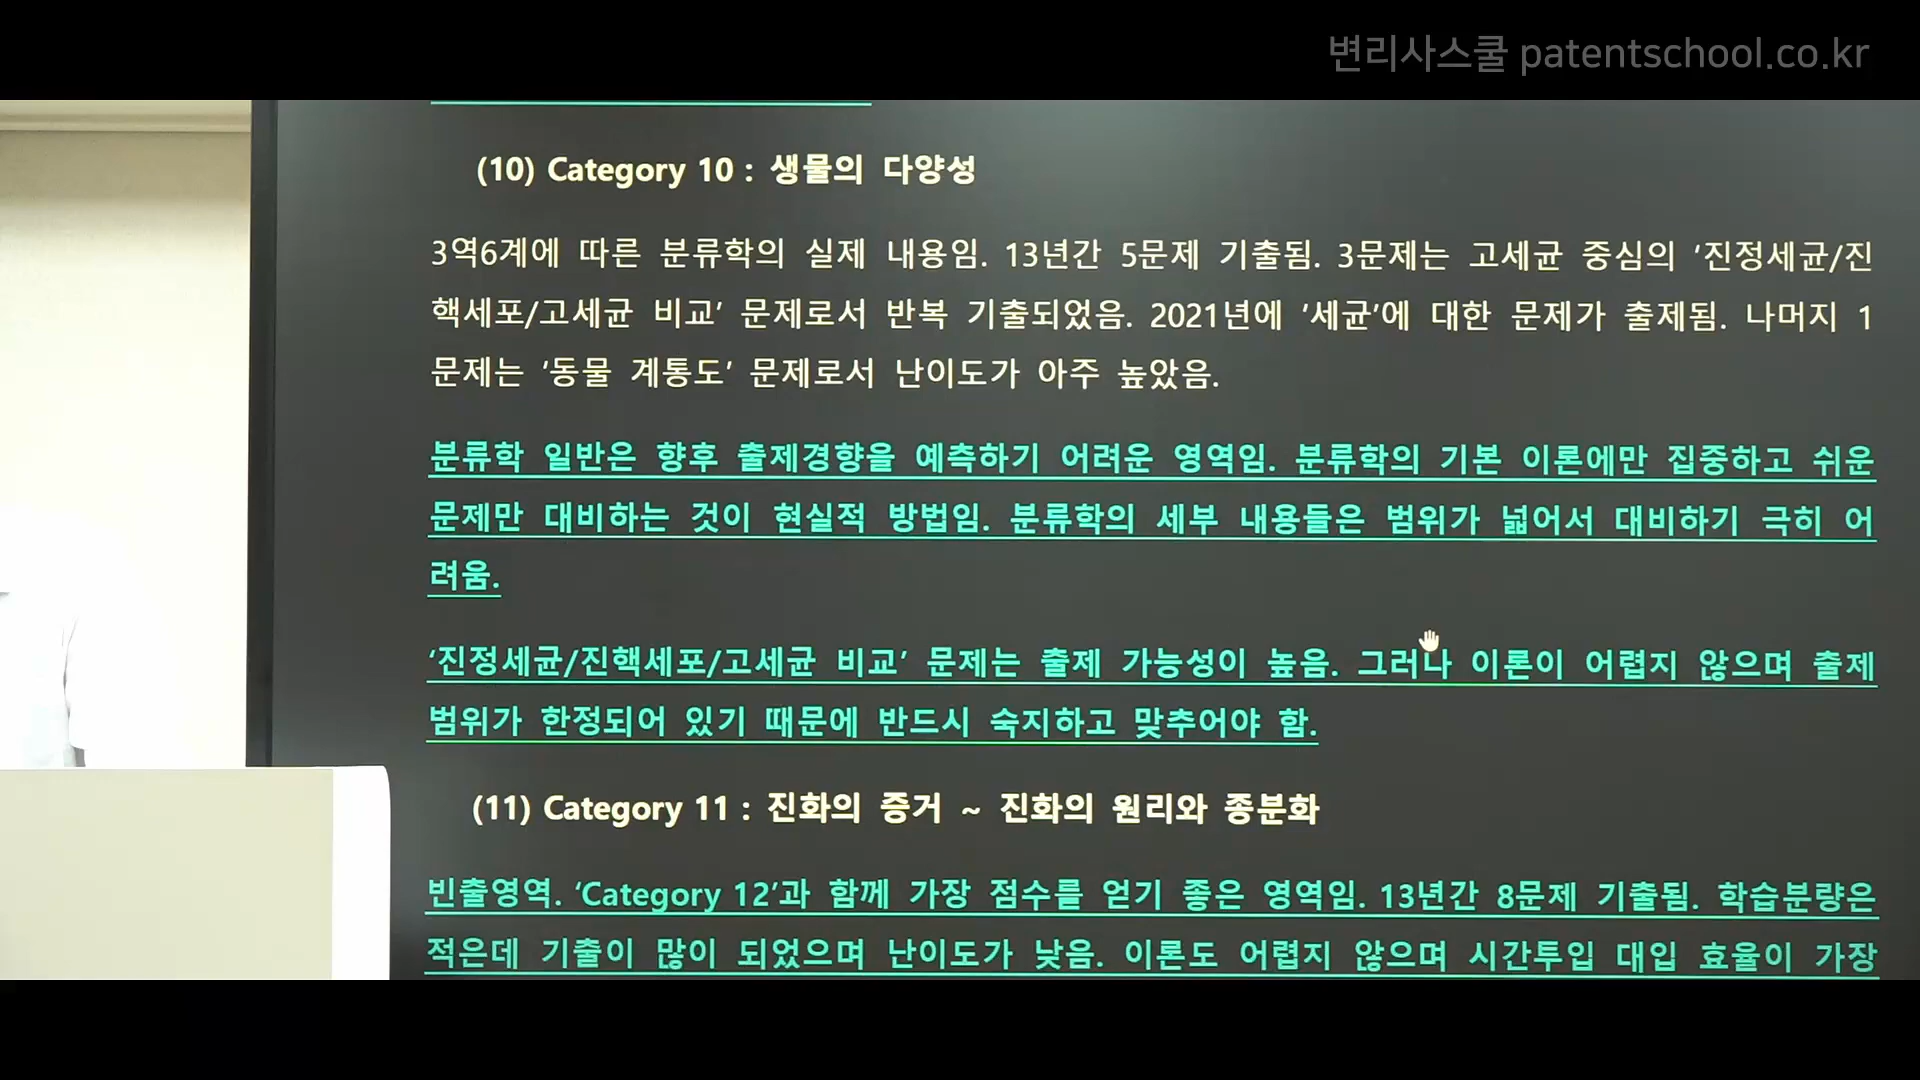 변리사스쿨 patentschool.co.kr
(10) Category 10 : 생물의 다양성
3역6계에 따른 분류학의 실제 내용임. 13년간 5문제 기출됨. 3문제는 고세균 중심의 '진정세균/진
핵세포/고세균 비교' 문제로서 반복 기출되었음. 2021년에 '세균'에 대한 문제가 출제됨. 나머지 1
문제는 '동물 계통도' 문제로서 난이도가 아주 높았음.
분류학 일반은 향후 출제경향을 예측하기 어려운 영역임. 분류학의 기본 이론에만 집중하고 쉬운
문제만 대비하는 것이 현실적 방법임. 분류학의 세부 내용들은 범위가 넓어서 대비하기 극히 어
려움.
'진정세균/진핵세포/고세균 비교' 문제는 출제 가능성이 높음. 그러나 이론이 어렵지 않으며 출제
범위가 한정되어 있기 때문에 반드시 숙지하고 맞추어야 함.
(11) Category 11 : 진화의 증거 ~ 진화의 원리와 종분화
빈출영역. 'Category 12'과 함께 가장 점수를 얻기 좋은 영역임. 13년간 8문제 기출됨. 학습분량은
적은데 기출이 많이 되었으며 난이도가 낮음. 이론도 어렵지 않으며 시간투입 대입 효율이 가장